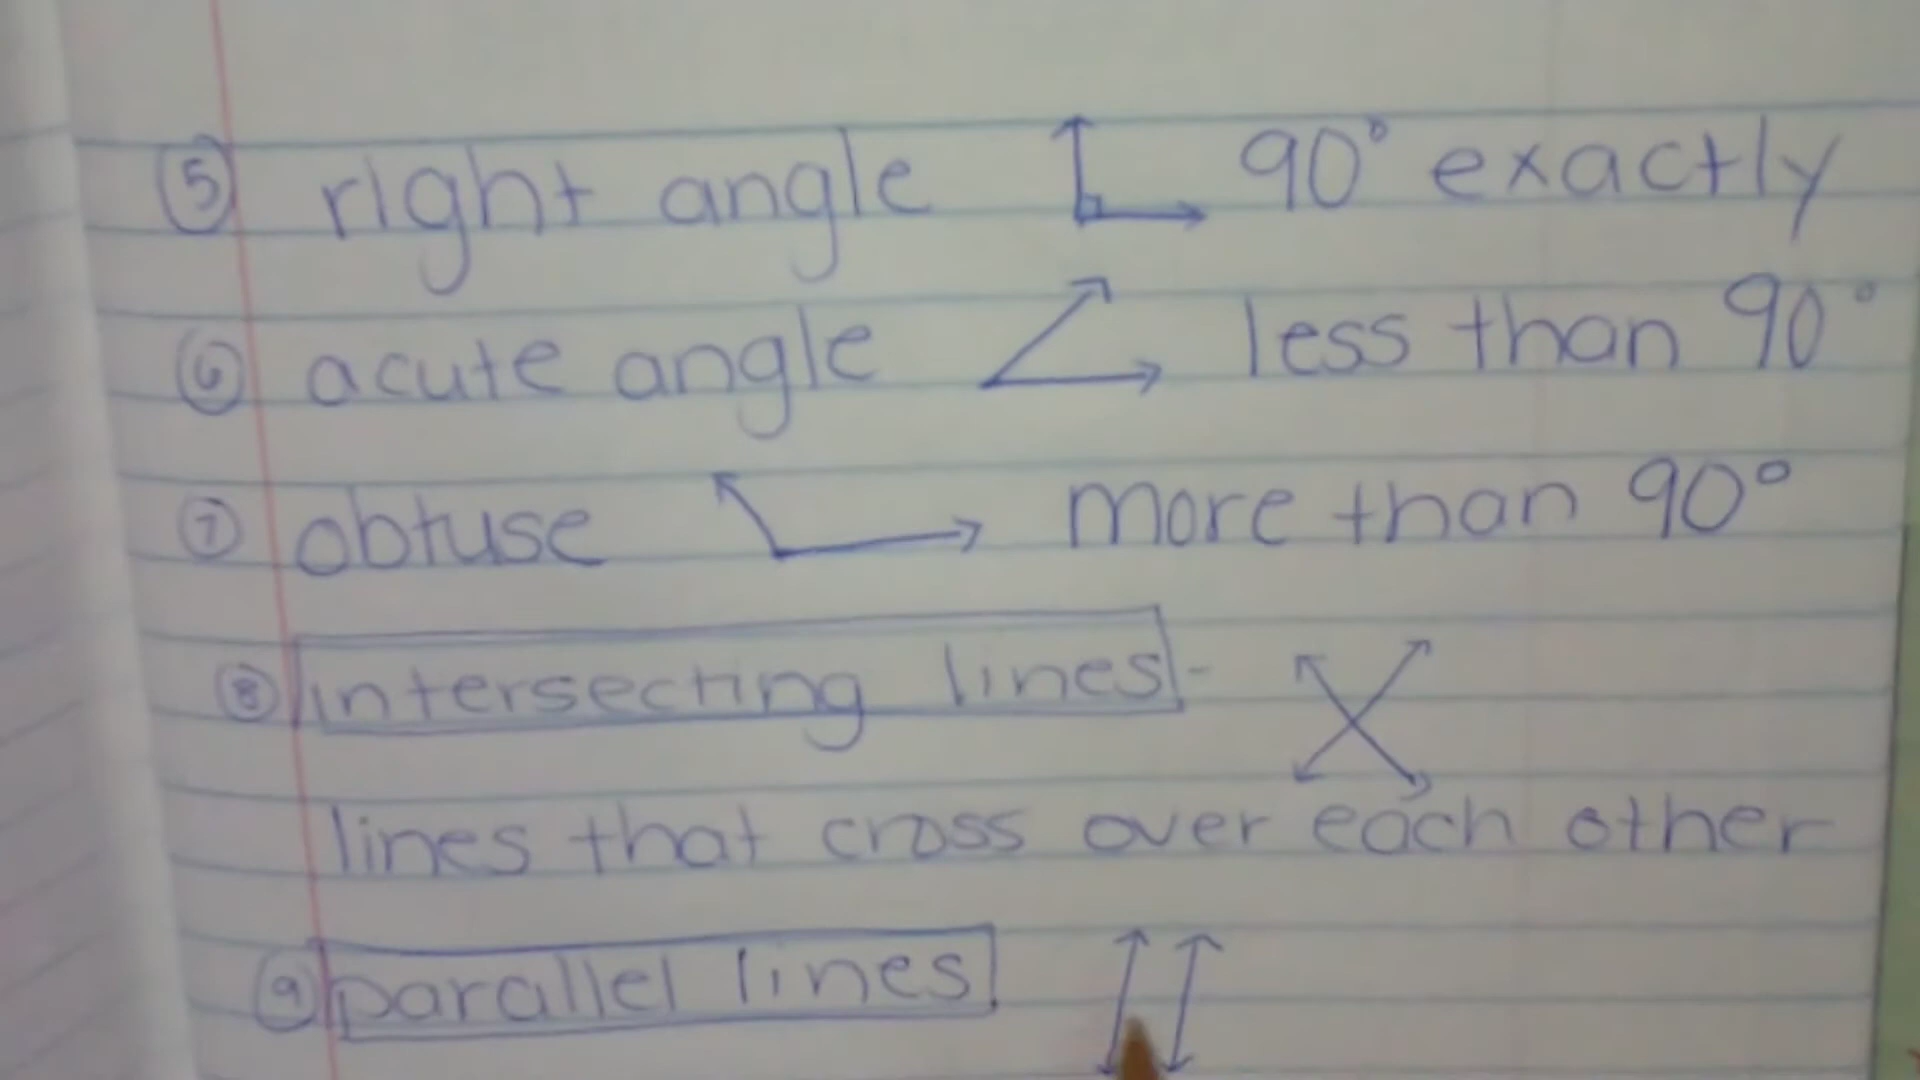 ⑤ right angle 90° exactly
⑥ acute angle less than 90°
⑦ obtuse more than 90°
⑧ intersecting lines -
lines that cross over each other
⑨ parallel lines